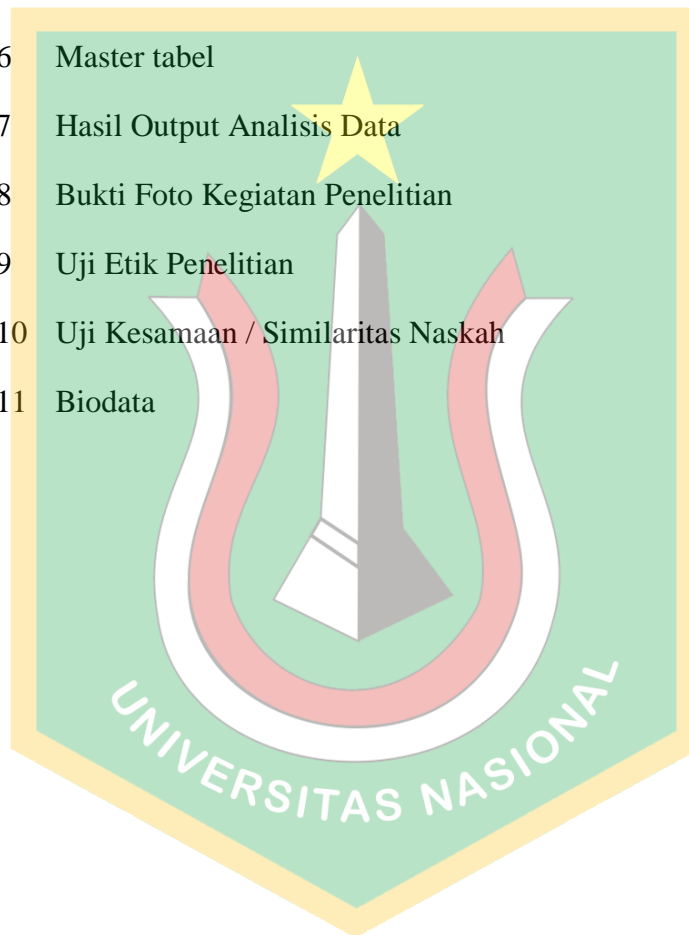 6 Master tabel
7 Hasil Output Analisis Data
8 Bukti Foto Kegiatan Penelitian
9 Uji Etik Penelitian
10 Uji Kesamaan / Similaritas Naskah
11 Biodata
UNIVERSITAS NASIONAL